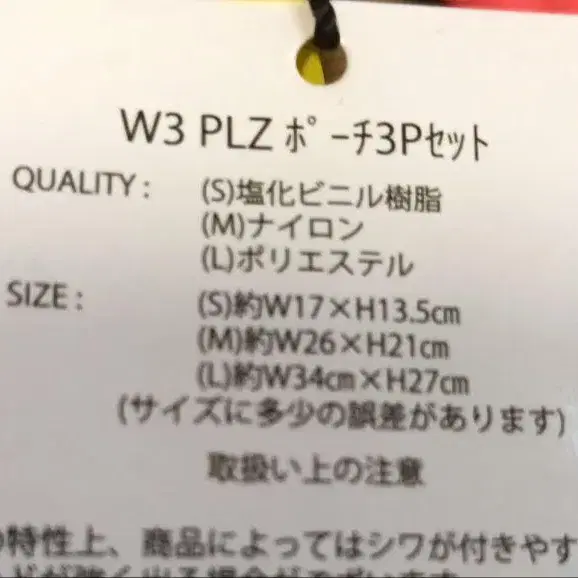 W3 PLZ ﾎﾟｰﾁ3Pｾｯﾄ
QUALITY : (S)塩化ビニル樹脂
(M)ナイロン
(L)ポリエステル
SIZE : (S)約W17×H13.5㎝
(M)約W26×H21㎝
(L)約W34㎝×H27㎝
(サイズに多少の誤差があります)
取扱い上の注意
の特性上、商品によってはシワが付きやす